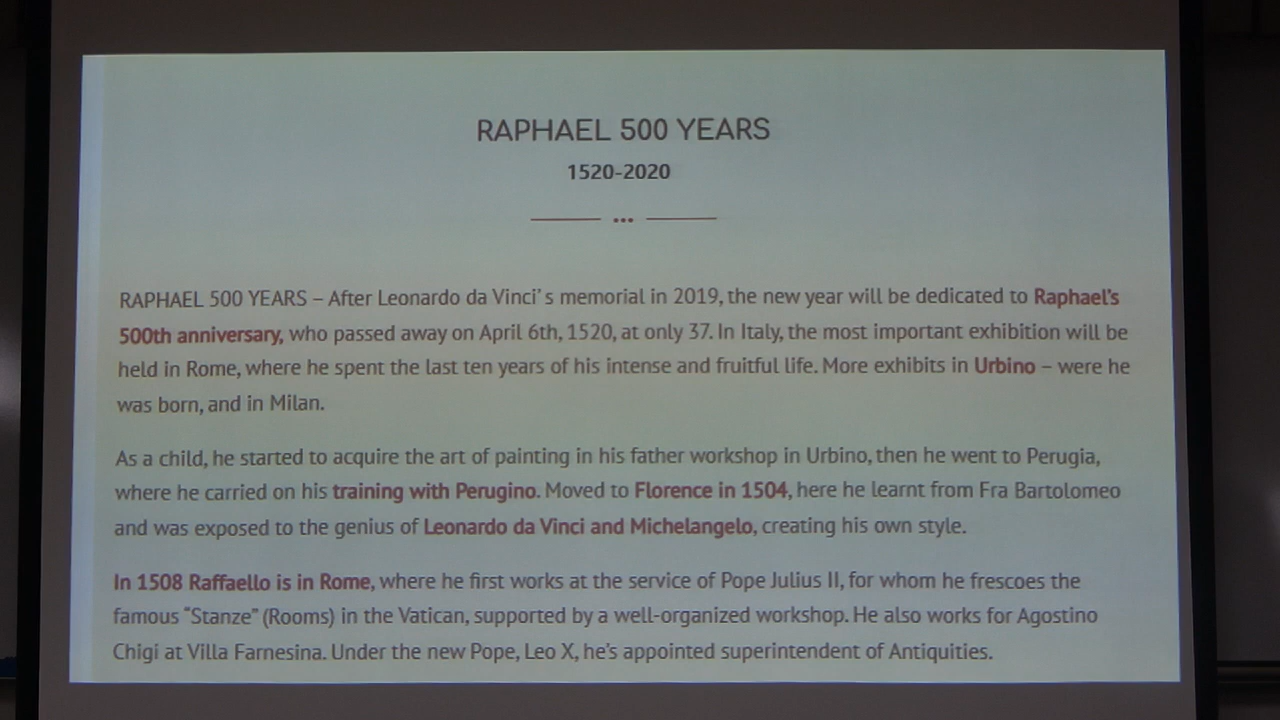 RAPHAEL 500 YEARS
1520-2020
RAPHAEL 500 YEARS – After Leonardo da Vinci's memorial in 2019, the new year will be dedicated to Raphael's
500th anniversary, who passed away on April 6th, 1520, at only 37. In Italy, the most important exhibition will be
held in Rome, where he spent the last ten years of his intense and fruitful life. More exhibits in Urbino – were he
was born, and in Milan.
As a child, he started to acquire the art of painting in his father workshop in Urbino, then he went to Perugia,
where he carried on his training with Perugino. Moved to Florence in 1504, here he learnt from Fra Bartolomeo
and was exposed to the genius of Leonardo da Vinci and Michelangelo, creating his own style.
In 1508 Raffaello is in Rome, where he first works at the service of Pope Julius II, for whom he frescoes the
famous “Stanze” (Rooms) in the Vatican, supported by a well-organized workshop. He also works for Agostino
Chigi at Villa Farnesina. Under the new Pope, Leo X, he's appointed superintendent of Antiquities.